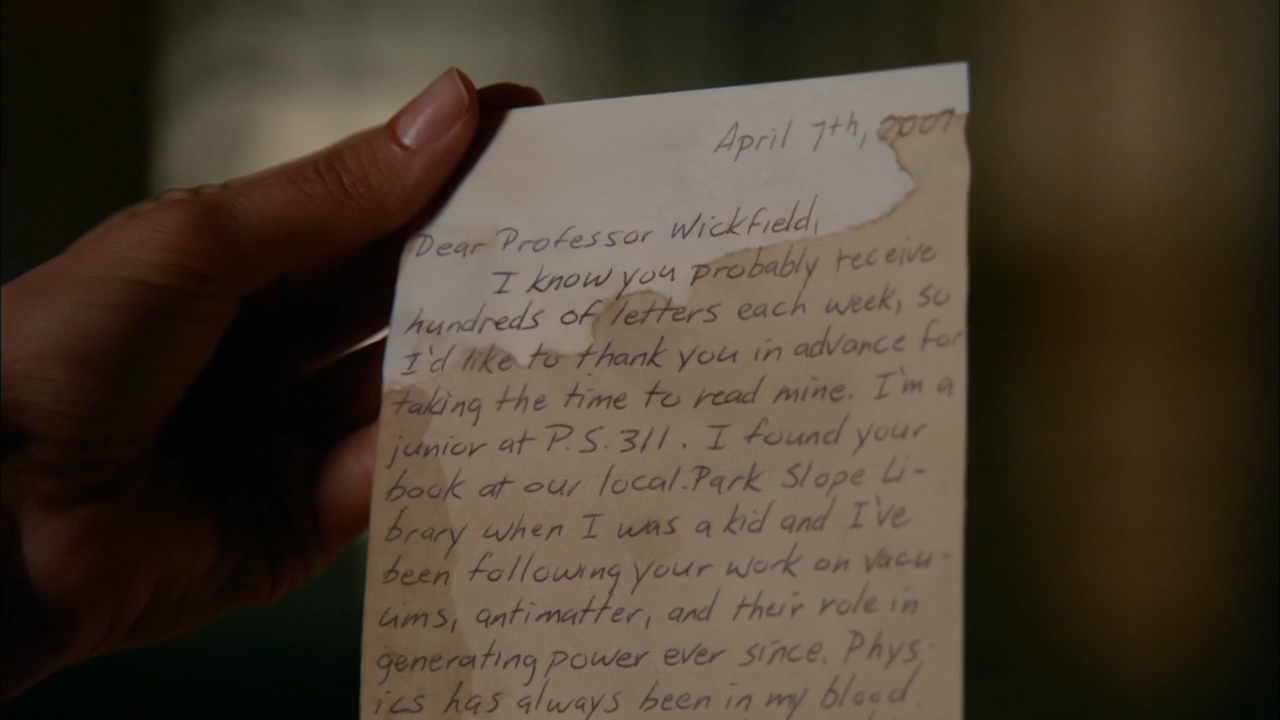 April 7th, 2007
Dear Professor Wickfield,
I know you probably receive
hundreds of letters each week, so
I'd like to thank you in advance for
taking the time to read mine. I'm a
junior at P.S. 311. I found your
book at our local Park Slope Li-
brary when I was a kid and I've
been following your work on vacu-
ums, antimatter, and their role in
generating power ever since. Phys-
ics has always been in my blood.